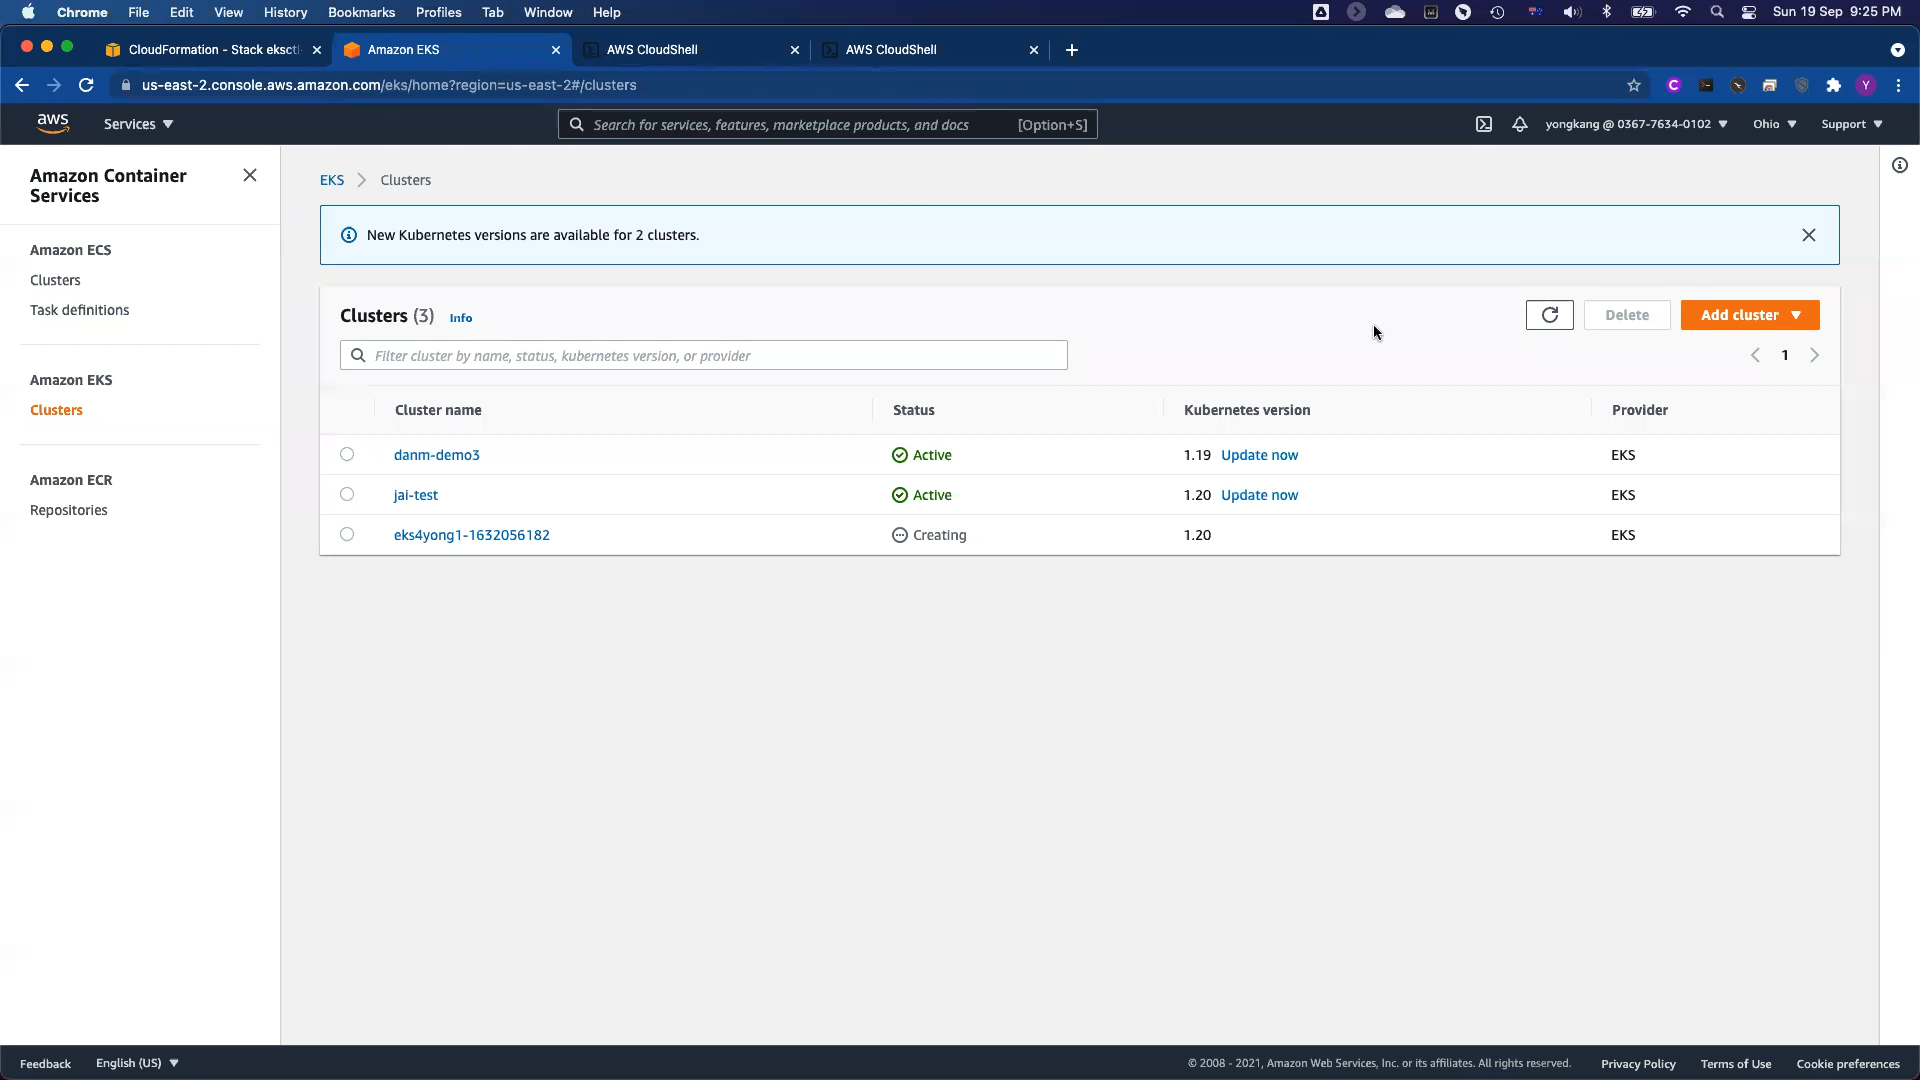 Chrome File Edit View History Bookmarks Profiles Tab Window Help Sun 19 Sep 9:25 PM
CloudFormation - Stack eksctl Amazon EKS AWS CloudShell AWS CloudShell
us-east-2.console.aws.amazon.com/eks/home?region=us-east-2#/clusters
aws Services Search for services, features, marketplace products, and docs [Option+S] yongkang @ 0367-7634-0102 Ohio Support
Amazon Container
Services
Amazon ECS
Clusters
Task definitions
Amazon EKS
Clusters
Amazon ECR
Repositories
EKS Clusters
New Kubernetes versions are available for 2 clusters.
Clusters (3) Info Delete Add cluster
Filter cluster by name, status, kubernetes version, or provider 1
Cluster name Status Kubernetes version Provider
danm-demo3 Active 1.19 Update now EKS
jai-test Active 1.20 Update now EKS
eks4yong1-1632056182 Creating 1.20 EKS
Feedback English (US) © 2008 - 2021, Amazon Web Services, Inc. or its affiliates. All rights reserved. Privacy Policy Terms of Use Cookie preferences